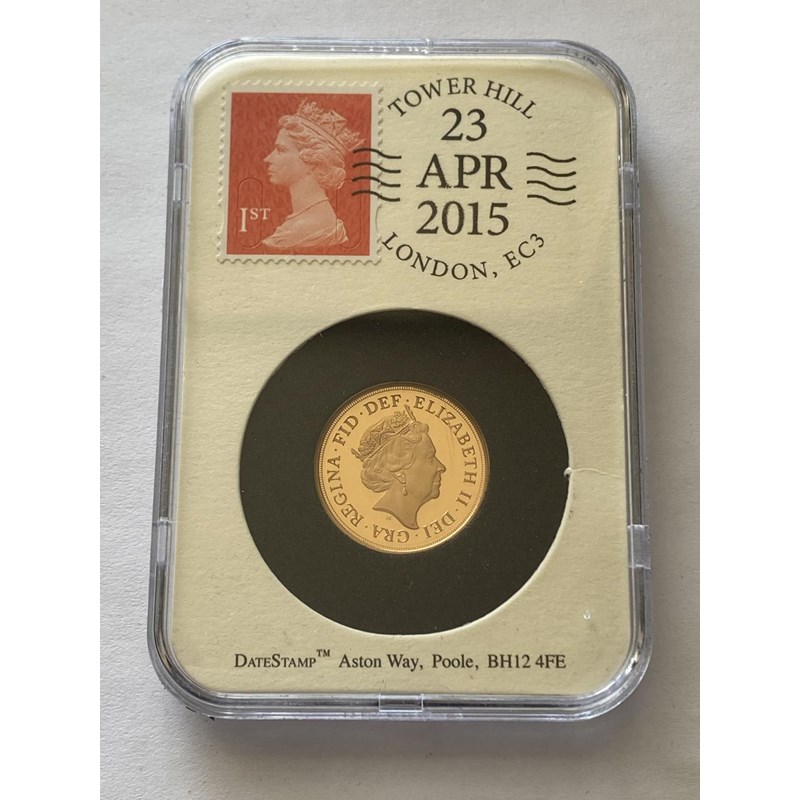 1ST
TOWER HILL
23
APR
2015
LONDON, EC3
ELIZABETH II · DEI · GRA · REGINA · FID · DEF ·
DATESTAMP™ Aston Way, Poole, BH12 4FE